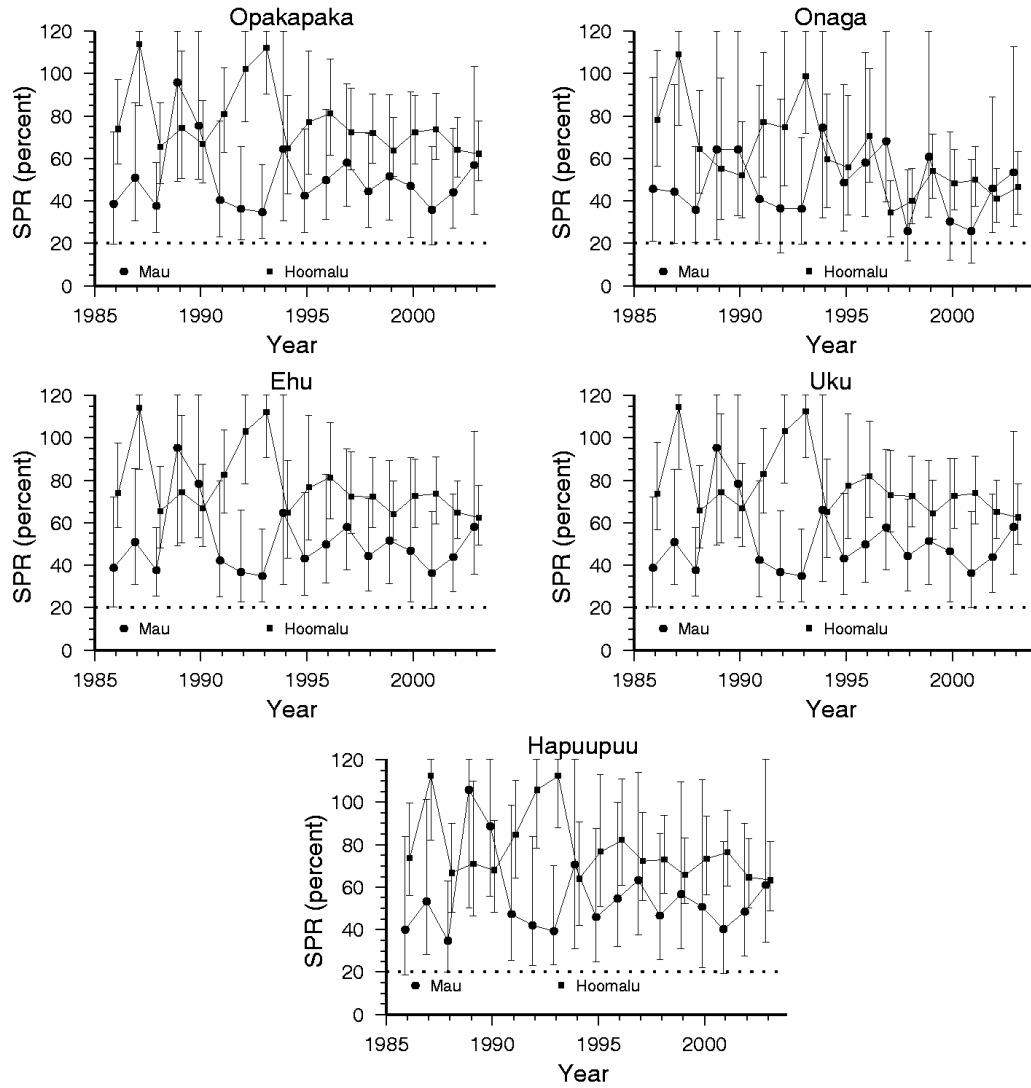 Opakapaka
SPR (percent)
120
100
80
60
40
20
0
Mau
Hoomalu
1985
1990
1995
2000
Year
Onaga
SPR (percent)
120
100
80
60
40
20
0
Mau
Hoomalu
1985
1990
1995
2000
Year
Ehu
SPR (percent)
120
100
80
60
40
20
0
Mau
Hoomalu
1985
1990
1995
2000
Year
Uku
SPR (percent)
120
100
80
60
40
20
0
Mau
Hoomalu
1985
1990
1995
2000
Year
Hapuupuu
SPR (percent)
120
100
80
60
40
20
0
Mau
Hoomalu
1985
1990
1995
2000
Year